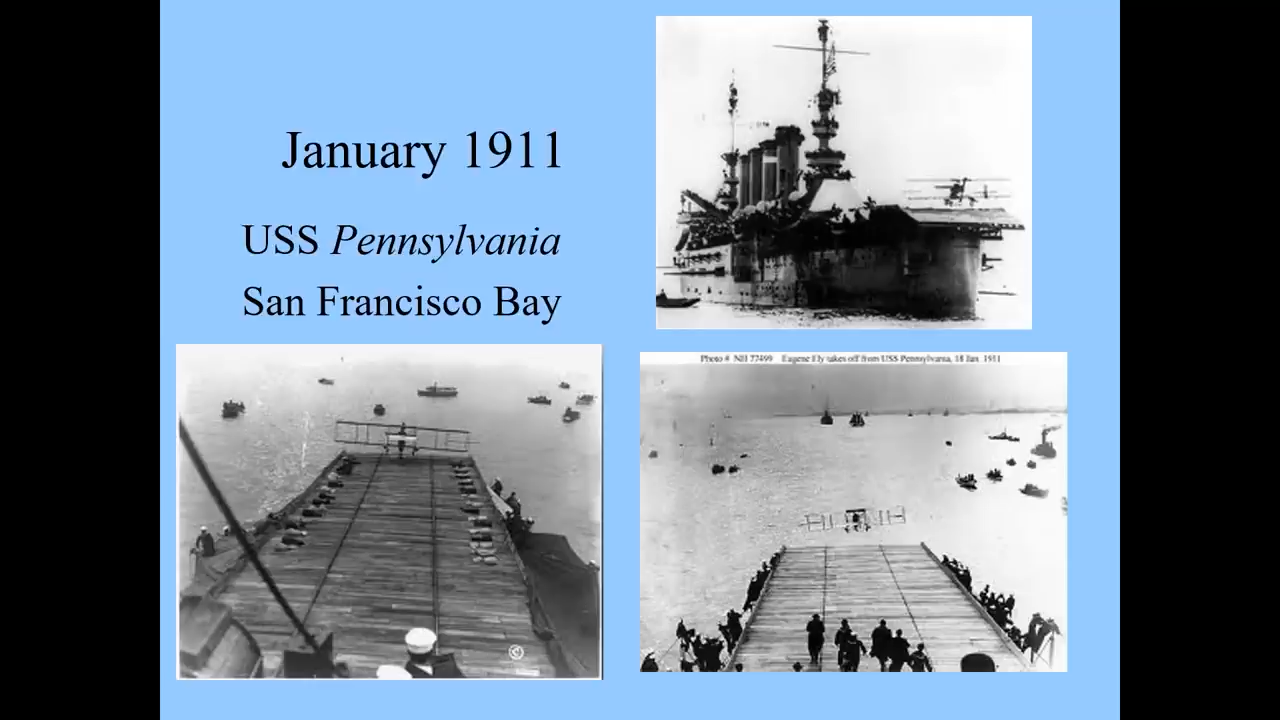 January 1911
USS Pennsylvania
San Francisco Bay
Photo # NH 77499 Eugene Ely takes off from USS Pennsylvania, 18 Jan. 1911
©